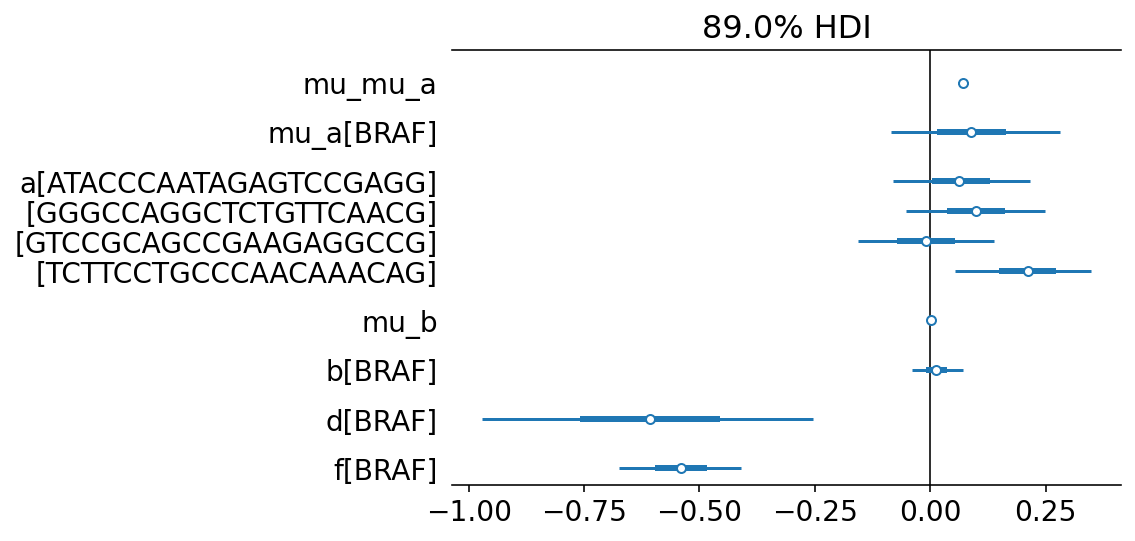 89.0% HDI
mu_mu_a
mu_a[BRAF]
a[ATACCCAATAGAGTCCGAGG]
[GGGCCAGGCTCTGTTCAACG]
[GTCCGCAGCCGAAGAGGCCG]
[TCTTCCTGCCCAACAAACAG]
mu_b
b[BRAF]
d[BRAF]
f[BRAF]
−1.00 −0.75 −0.50 −0.25 0.00 0.25